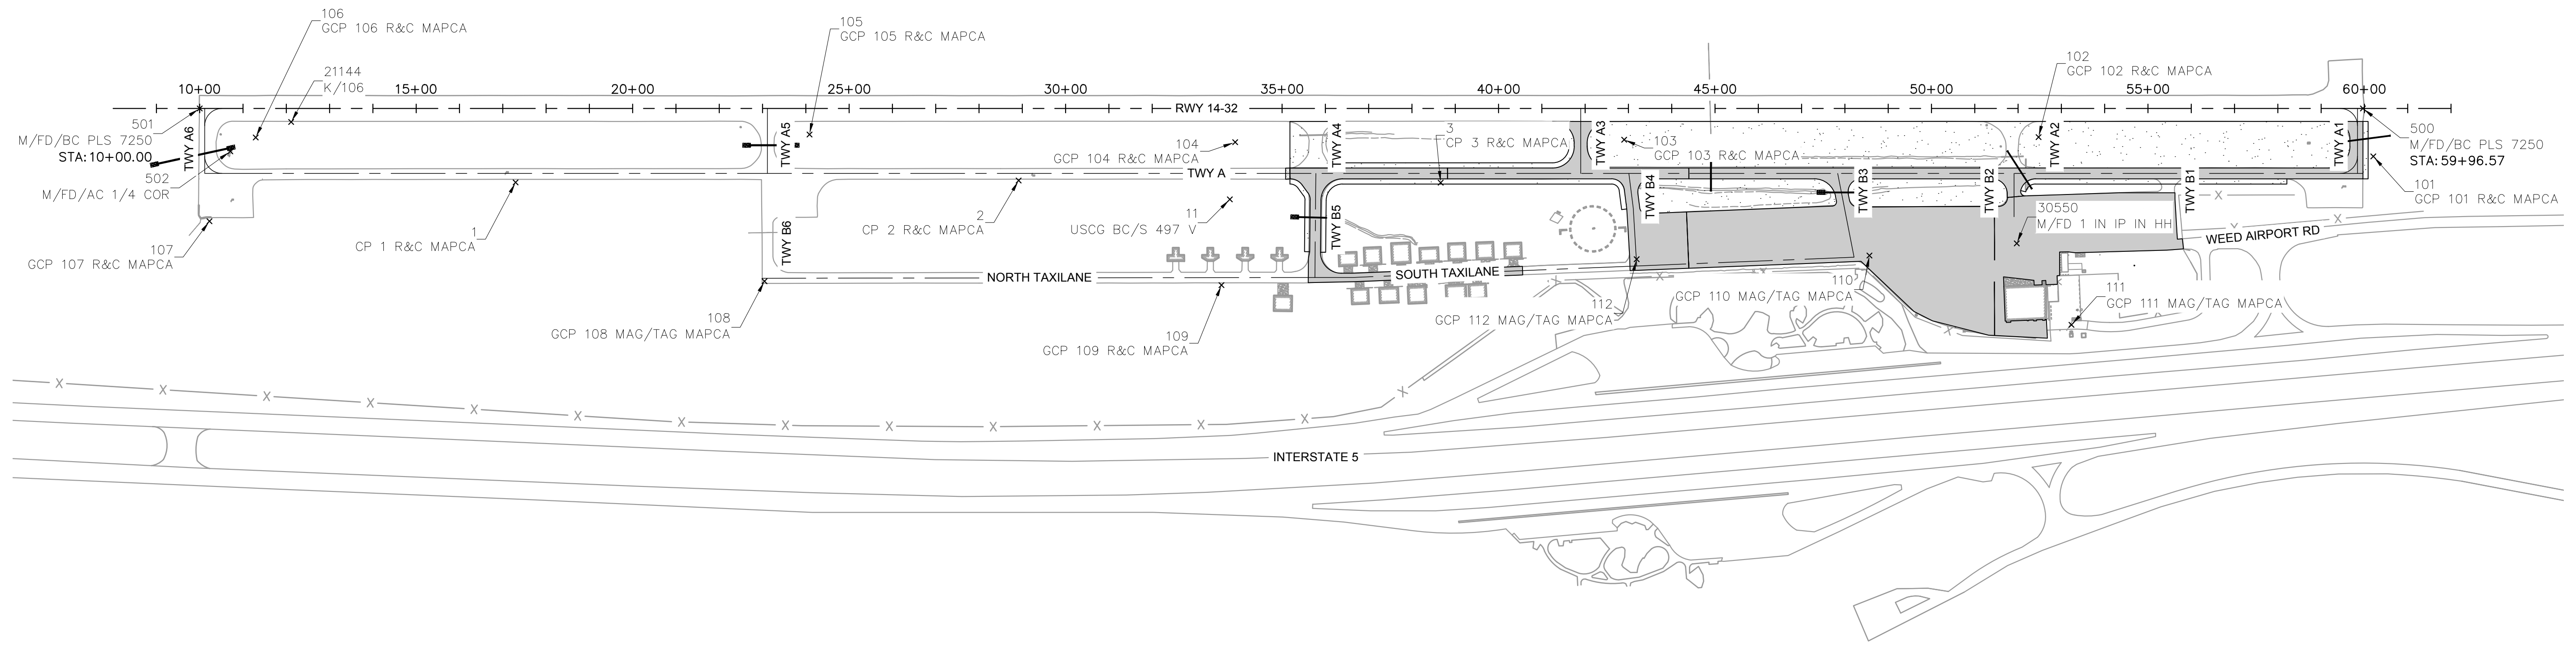 106
GCP 106 R&C MAPCA
21144
K/106
105
GCP 105 R&C MAPCA
102
GCP 102 R&C MAPCA
10+00
15+00
20+00
25+00
30+00
35+00
40+00
45+00
50+00
55+00
60+00
RWY 14-32
501
M/FD/BC PLS 7250
STA: 10+00.00
502
M/FD/AC 1/4 COR
TWY A6
TWY A5
104
GCP 104 R&C MAPCA
TWY A4
3
CP 3 R&C MAPCA
TWY A3
103
GCP 103 R&C MAPCA
TWY A2
TWY A1
500
M/FD/BC PLS 7250
STA: 59+96.57
101
GCP 101 R&C MAPCA
TWY A
107
GCP 107 R&C MAPCA
1
CP 1 R&C MAPCA
TWY B6
2
CP 2 R&C MAPCA
11
USCG BC/S 497 V
TWY B5
TWY B4
TWY B3
TWY B2
TWY B1
30550
M/FD 1 IN IP IN HH
WEED AIRPORT RD
NORTH TAXILANE
SOUTH TAXILANE
108
GCP 108 MAG/TAG MAPCA
109
GCP 109 R&C MAPCA
112
GCP 112 MAG/TAG MAPCA
110
GCP 110 MAG/TAG MAPCA
111
GCP 111 MAG/TAG MAPCA
INTERSTATE 5